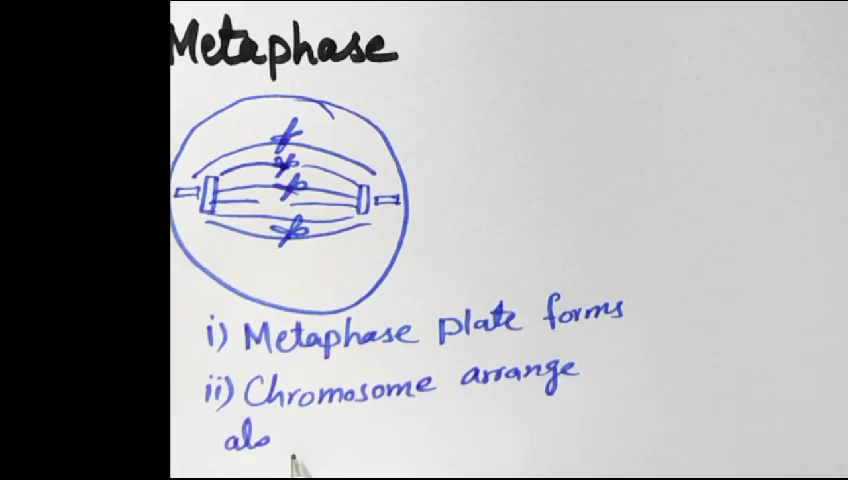 Metaphase
i) Metaphase plate forms
ii) Chromosome arrange
alo